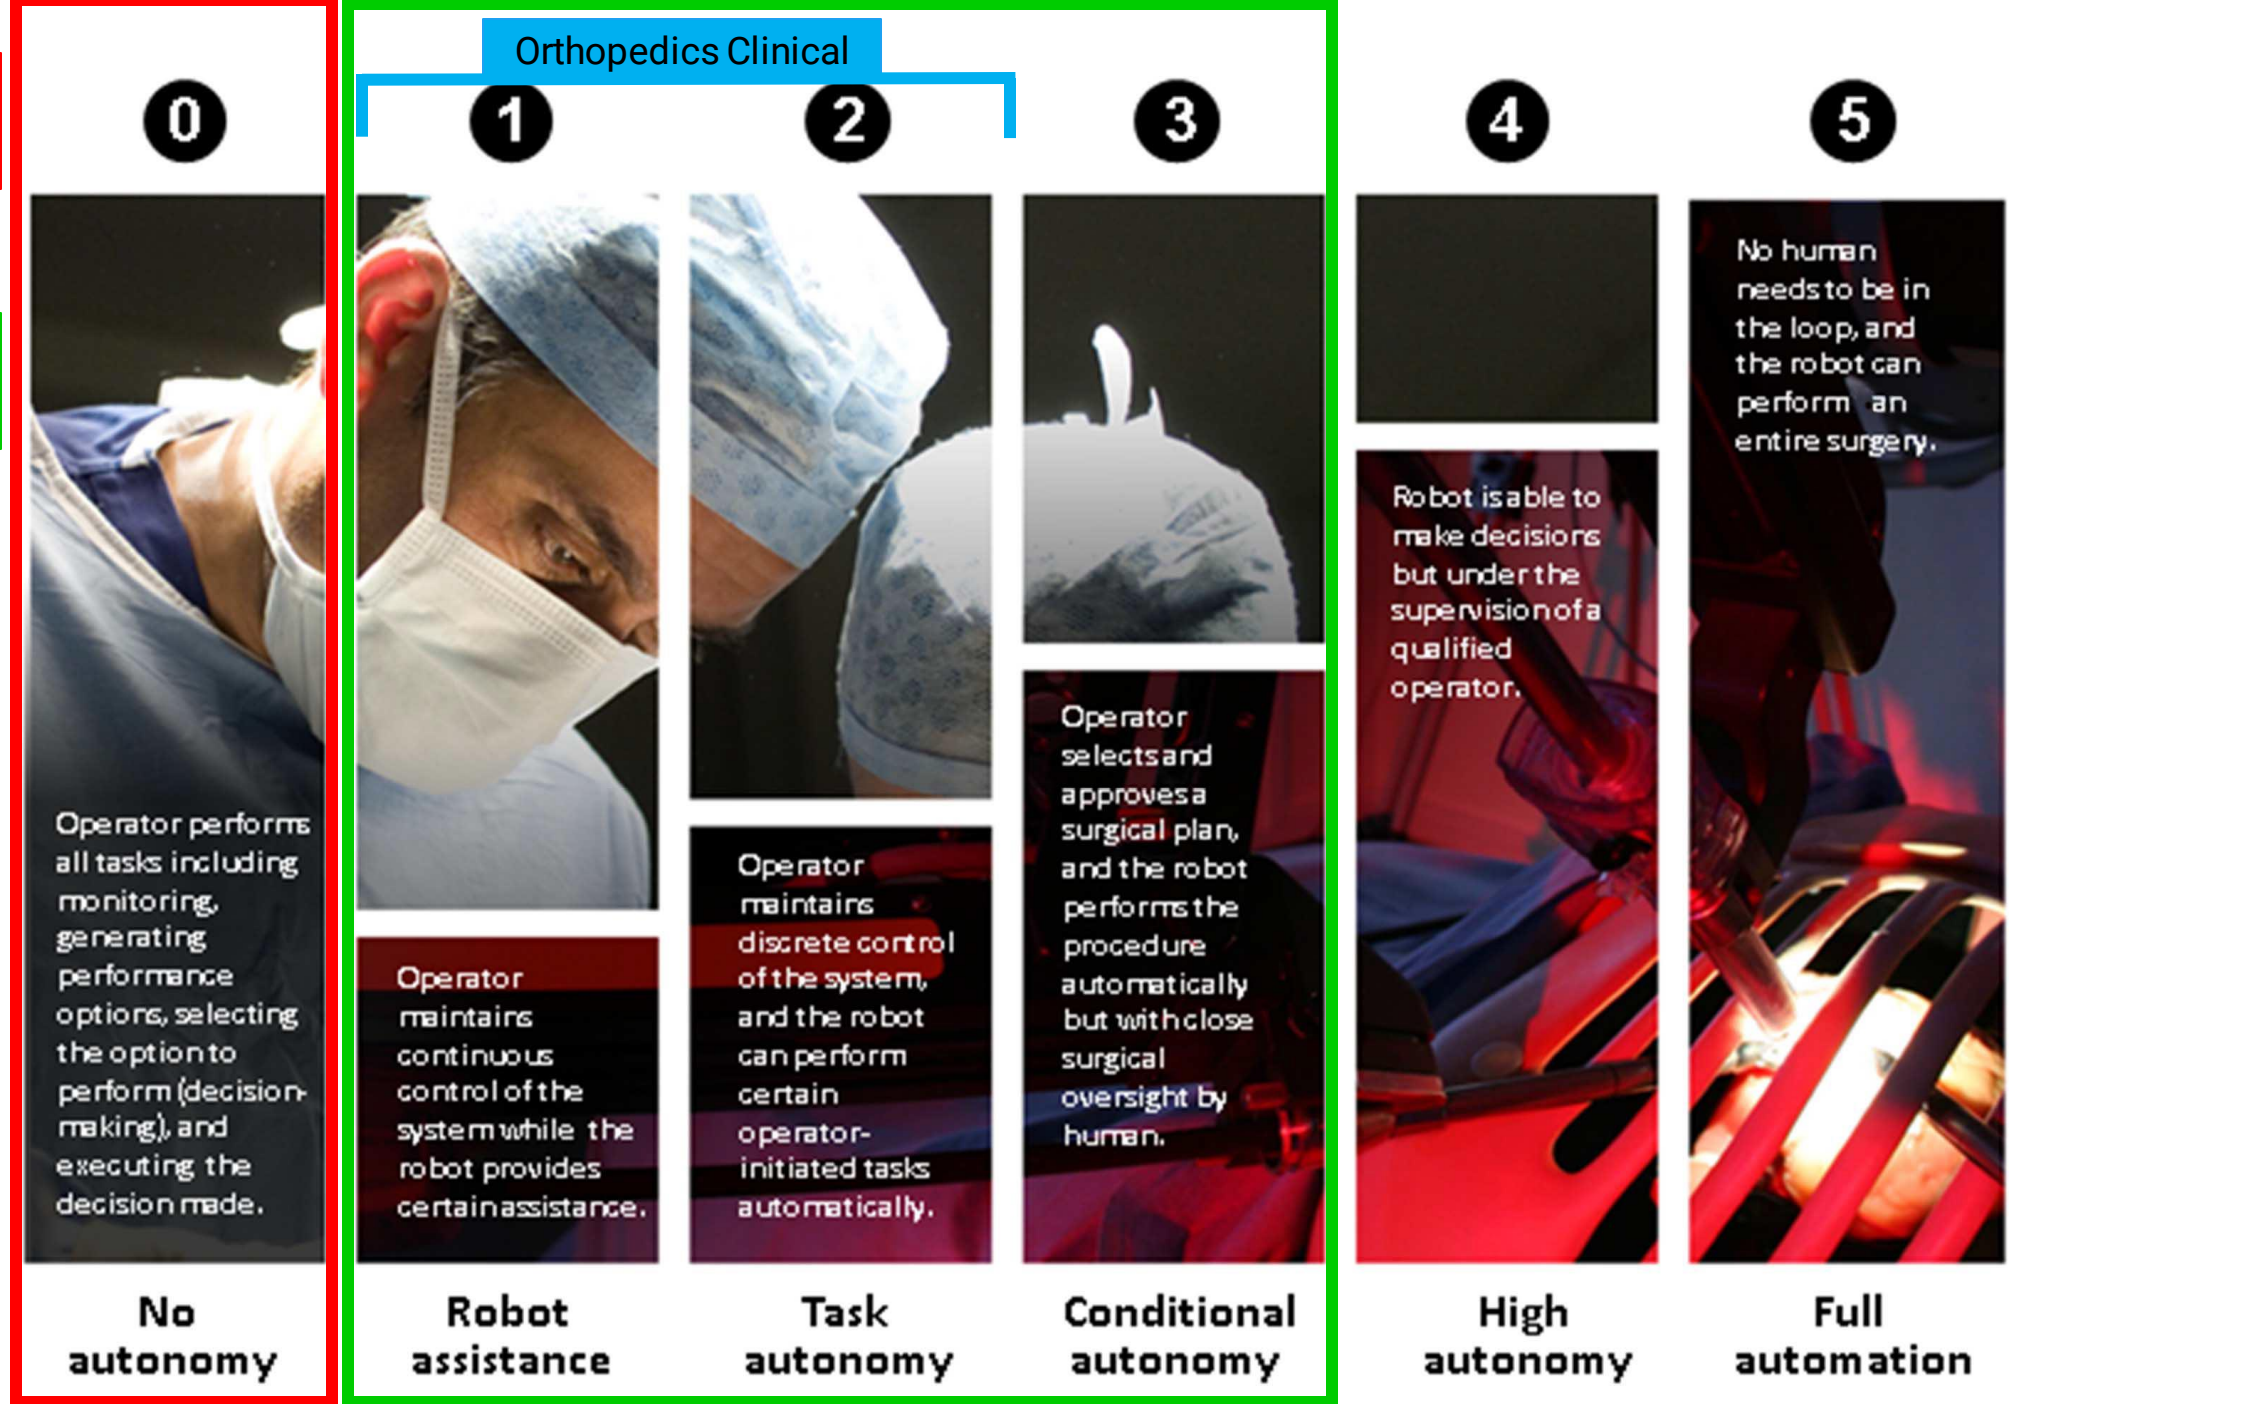 Orthopedics Clinical
0
1
2
3
4
5
Operator performs
all tasks including
monitoring,
generating
performance
options, selecting
the option to
perform (decision-
making), and
executing the
decision made.
Operator
maintains
continuous
control of the
system while the
robot provides
certain assistance.
Operator
maintains
discrete control
of the system,
and the robot
can perform
certain
operator-
initiated tasks
automatically.
Operator
selects and
approves a
surgical plan,
and the robot
performs the
procedure
automatically
but with close
surgical
oversight by
human.
Robot is able to
make decisions
but under the
supervision of a
qualified
operator.
No human
needs to be in
the loop, and
the robot can
perform an
entire surgery.
No
autonomy
Robot
assistance
Task
autonomy
Conditional
autonomy
High
autonomy
Full
automation